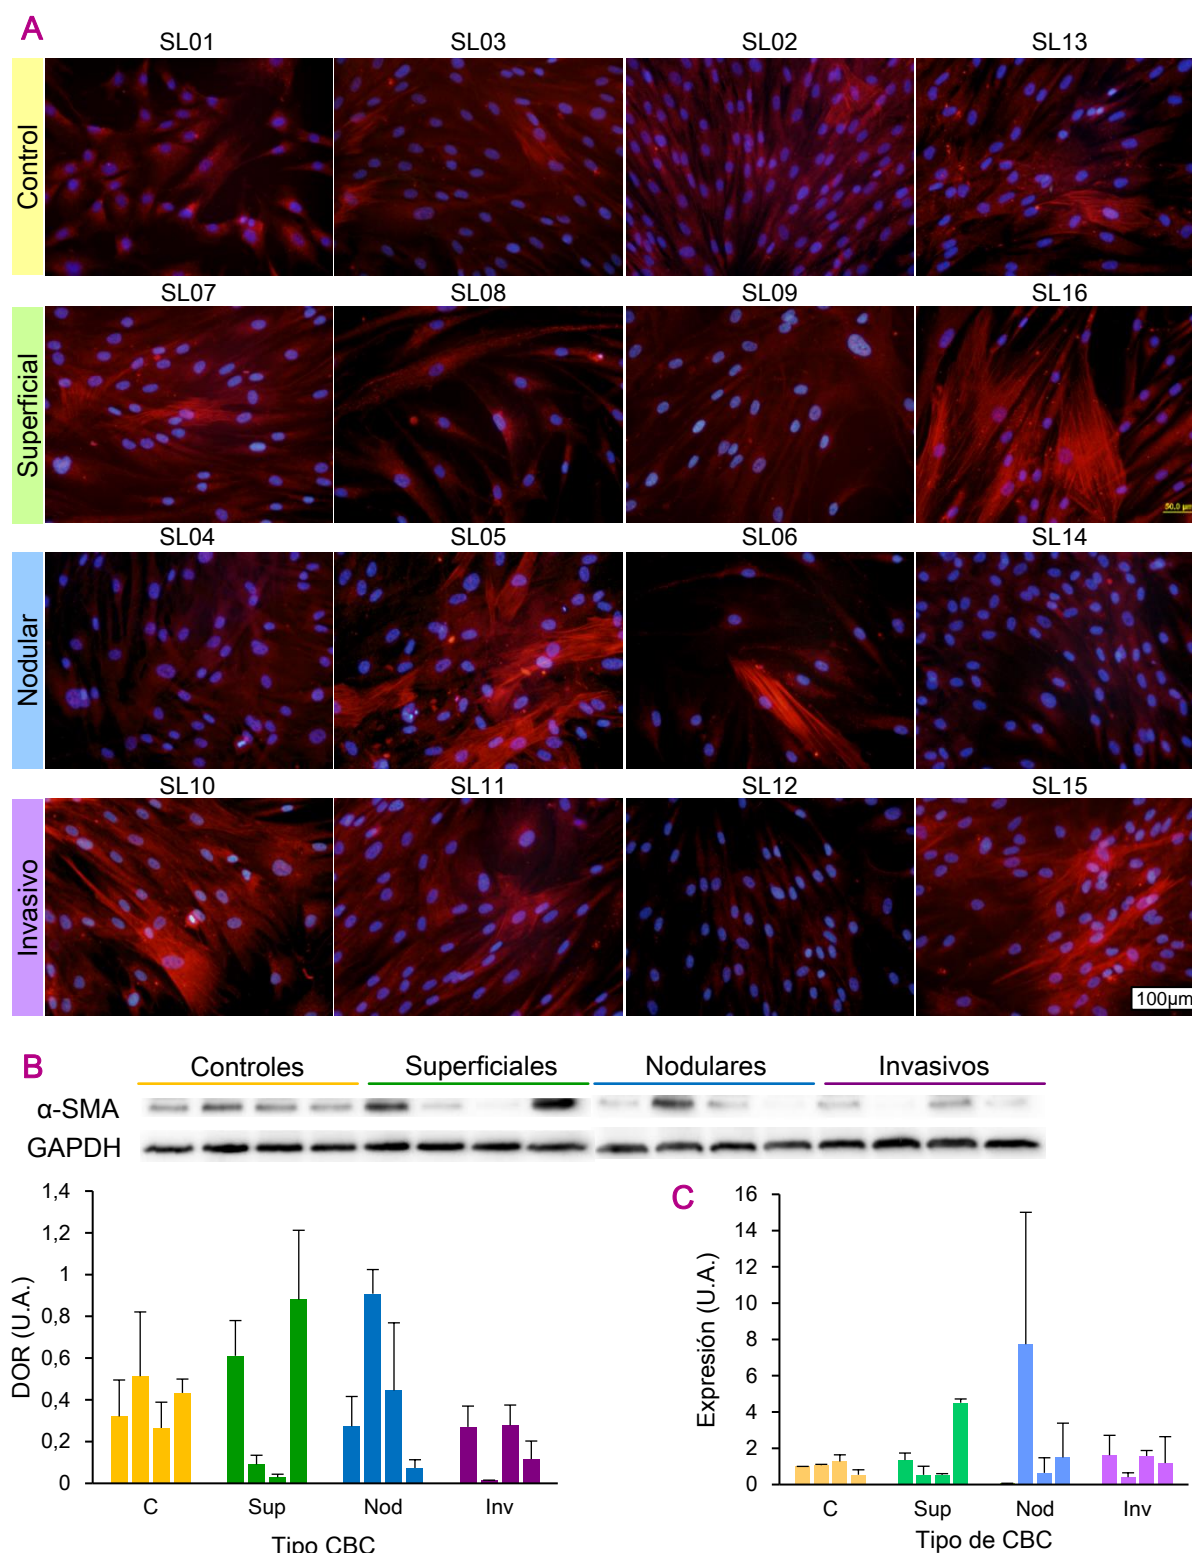 A
SL01 SL03 SL02 SL13
Control
SL07 SL08 SL09 SL16
Superficial
50.0 µm
SL04 SL05 SL06 SL14
Nodular
SL10 SL11 SL12 SL15
Invasivo
100µm
B
Controles Superficiales Nodulares Invasivos
α-SMA
GAPDH
1,4
1,2
1
0,8
0,6
0,4
0,2
0
DOR (U.A.)
C Sup Nod Inv
Tipo CBC
C
16
14
12
10
8
6
4
2
0
Expresión (U.A.)
C Sup Nod Inv
Tipo de CBC